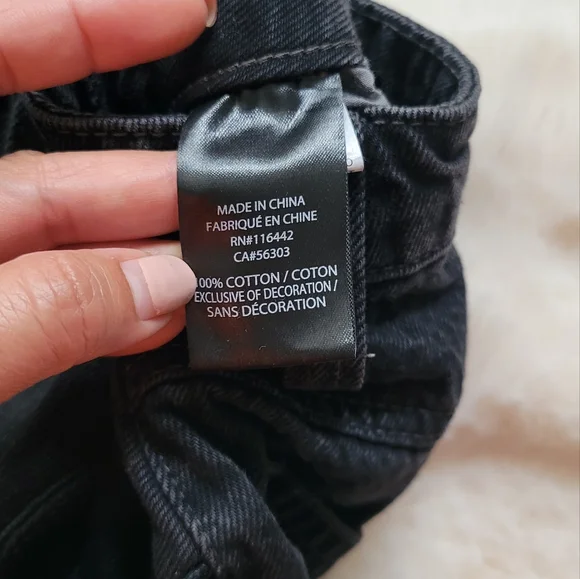 MADE IN CHINA
FABRIQUÉ EN CHINE
RN#116442
CA#56303
100% COTTON / COTON
EXCLUSIVE OF DECORATION /
SANS DÉCORATION